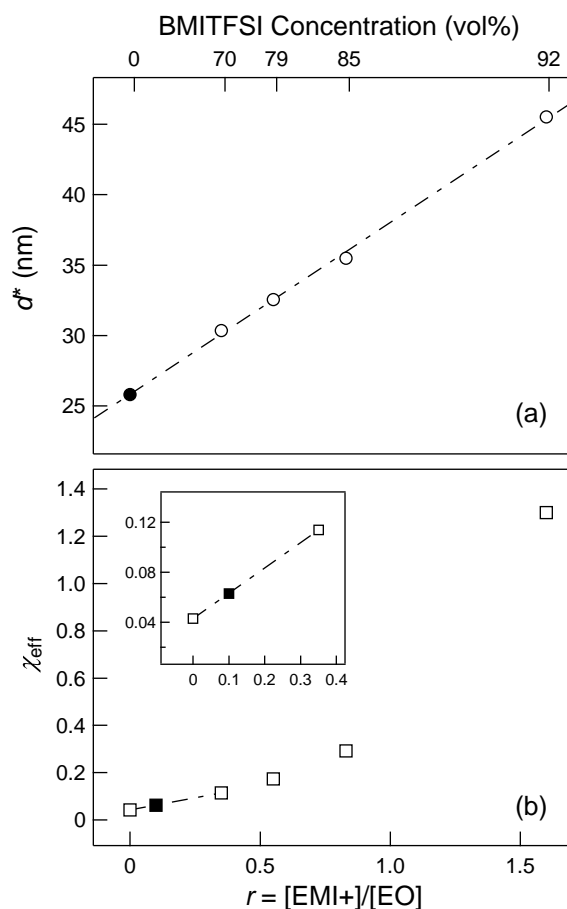 BMITFSI Concentration (vol%)
0 70 79 85 92
45
40
35
30
25
d* (nm)
(a)
1.4
1.2
1.0
0.8
0.6
0.4
0.2
0
χeff
0.12
0.08
0.04
0 0.1 0.2 0.3 0.4
(b)
0 0.5 1.0 1.5
r = [EMI+]/[EO]